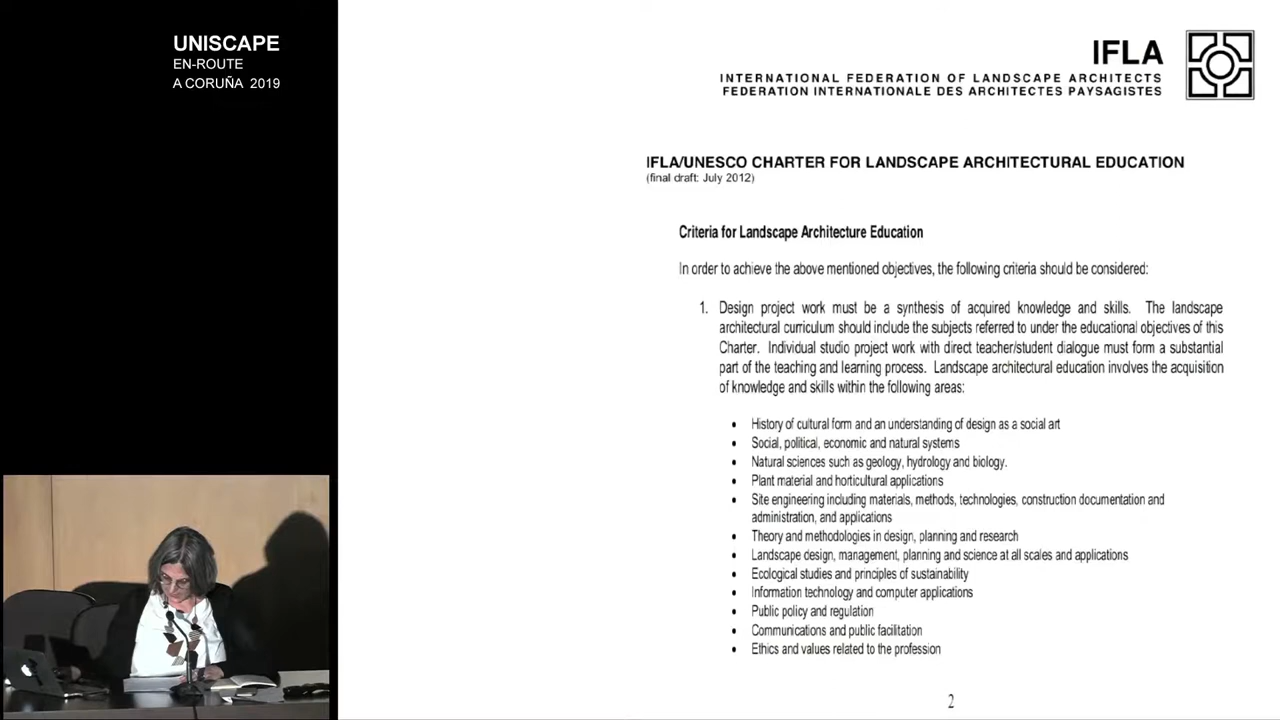 UNISCAPE
EN-ROUTE
A CORUÑA 2019
IFLA
INTERNATIONAL FEDERATION OF LANDSCAPE ARCHITECTS
FEDERATION INTERNATIONALE DES ARCHITECTES PAYSAGISTES
IFLA/UNESCO CHARTER FOR LANDSCAPE ARCHITECTURAL EDUCATION
(final draft: July 2012)
Criteria for Landscape Architecture Education
In order to achieve the above mentioned objectives, the following criteria should be considered:
1. Design project work must be a synthesis of acquired knowledge and skills. The landscape
architectural curriculum should include the subjects referred to under the educational objectives of this
Charter. Individual studio project work with direct teacher/student dialogue must form a substantial
part of the teaching and learning process. Landscape architectural education involves the acquisition
of knowledge and skills within the following areas:
• History of cultural form and an understanding of design as a social art
• Social, political, economic and natural systems
• Natural sciences such as geology, hydrology and biology.
• Plant material and horticultural applications
• Site engineering including materials, methods, technologies, construction documentation and
administration, and applications
• Theory and methodologies in design, planning and research
• Landscape design, management, planning and science at all scales and applications
• Ecological studies and principles of sustainability
• Information technology and computer applications
• Public policy and regulation
• Communications and public facilitation
• Ethics and values related to the profession
2